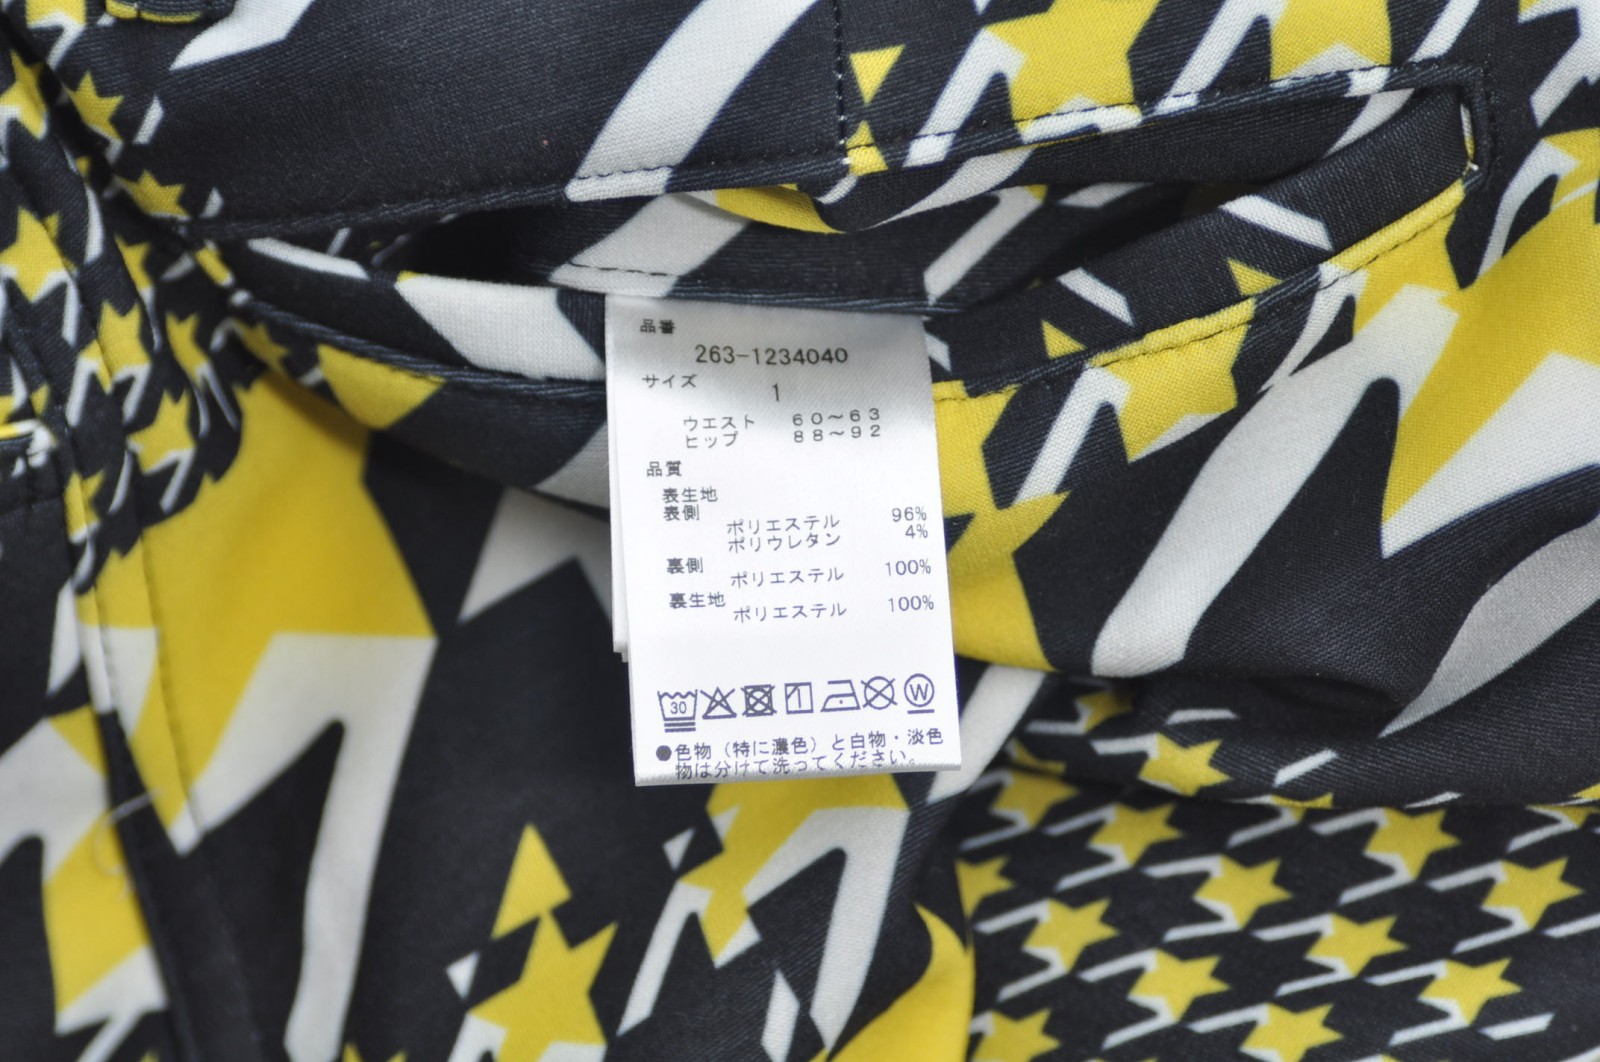 品番
263-1234040
サイズ
1
ウエスト 60～63
ヒップ 88～92
品質
表生地
表側
ポリエステル 96%
ポリウレタン 4%
裏側
ポリエステル 100%
裏生地
ポリエステル 100%
30 1 W
●色物（特に濃色）と白物・淡色
物は分けて洗ってください。